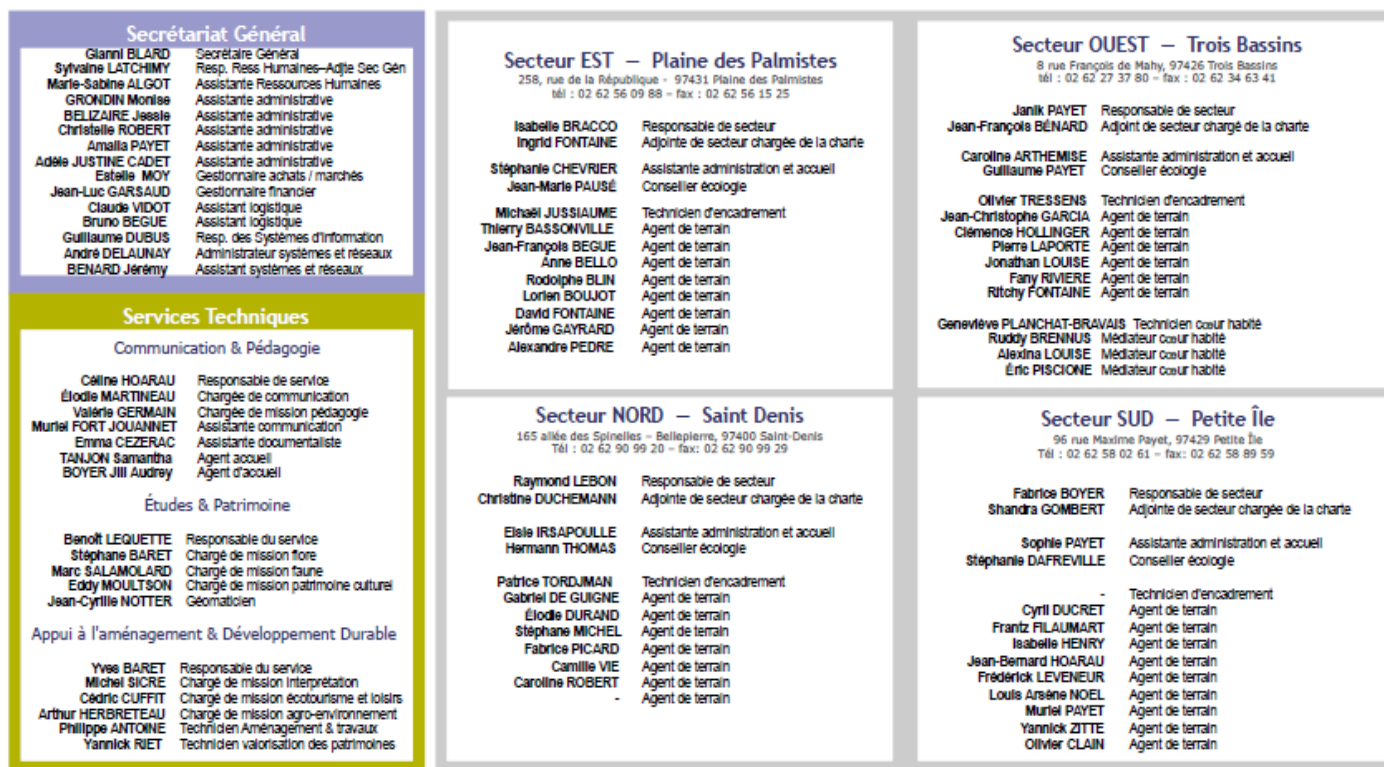 Secrétariat Général
Gianni BLARD Secrétaire Général
Sylvaine LATCHIMY Resp. Ress Humaines–Adjte Sec Gén
Marie-Sabine ALGOT Assistante Ressources Humaines
GRONDIN Monise Assistante administrative
BELIZAIRE Jessie Assistante administrative
Christelle ROBERT Assistante administrative
Amalia PAYET Assistante administrative
Adèle JUSTINE CADET Assistante administrative
Estelle MOY Gestionnaire achats / marchés
Jean-Luc GARSAUD Gestionnaire financier
Claude VIDOT Assistant logistique
Bruno BEGUE Assistant logistique
Guillaume DUBUS Resp. des Systèmes d'Information
André DELAUNAY Administrateur systèmes et réseaux
BENARD Jérémy Assistant systèmes et réseaux
Services Techniques
Communication & Pédagogie
Céline HOARAU Responsable de service
Élodie MARTINEAU Chargée de communication
Valérie GERMAIN Chargée de mission pédagogie
Muriel FORT JOUANNET Assistante communication
Emma CEZERAC Assistante documentaliste
TANJON Samantha Agent accueil
BOYER Jill Audrey Agent d'accueil
Études & Patrimoine
Benoît LEQUETTE Responsable du service
Stéphane BARET Chargé de mission flore
Marc SALAMOLARD Chargé de mission faune
Eddy MOULTSON Chargé de mission patrimoine culturel
Jean-Cyrille NOTTER Géomaticien
Appui à l'aménagement & Développement Durable
Yves BARET Responsable du service
Michel SICRE Chargé de mission Interprétation
Cédric CUFFIT Chargé de mission écotourisme et loisirs
Arthur HERBRETEAU Chargé de mission agro-environnement
Philippe ANTOINE Technicien Aménagement & travaux
Yannick RIET Technicien valorisation des patrimoines
Secteur EST — Plaine des Palmistes
258, rue de la République - 97431 Plaine des Palmistes
tél : 02 62 56 09 88 – fax : 02 62 56 15 25
Isabelle BRACCO Responsable de secteur
Ingrid FONTAINE Adjointe de secteur chargée de la charte
Stéphanie CHEVRIER Assistante administration et accueil
Jean-Marie PAUSÉ Conseiller écologie
Michaël JUSSIAUME Technicien d'encadrement
Thierry BASSONVILLE Agent de terrain
Jean-François BEGUE Agent de terrain
Anne BELLO Agent de terrain
Rodolphe BLIN Agent de terrain
Lorien BOUJOT Agent de terrain
David FONTAINE Agent de terrain
Jérôme GAYRARD Agent de terrain
Alexandre PEDRE Agent de terrain
Secteur OUEST — Trois Bassins
8 rue François de Mahy, 97426 Trois Bassins
tél : 02 62 27 37 80 – fax : 02 62 34 63 41
Janik PAYET Responsable de secteur
Jean-François BÉNARD Adjoint de secteur chargé de la charte
Caroline ARTHEMISE Assistante administration et accueil
Guillaume PAYET Conseiller écologie
Olivier TRESSENS Technicien d'encadrement
Jean-Christophe GARCIA Agent de terrain
Clémence HOLLINGER Agent de terrain
Pierre LAPORTE Agent de terrain
Jonathan LOUISE Agent de terrain
Fany RIVIERE Agent de terrain
Ritchy FONTAINE Agent de terrain
Geneviève PLANCHAT-BRAVAIS Technicien cœur habité
Ruddy BRENNUS Médiateur cœur habité
Alexina LOUISE Médiateur cœur habité
Éric PISCIONE Médiateur cœur habité
Secteur NORD — Saint Denis
165 allée des Spinelles – Bellepierre, 97400 Saint-Denis
Tél : 02 62 90 99 20 – fax: 02 62 90 99 29
Raymond LEBON Responsable de secteur
Christine DUCHEMANN Adjointe de secteur chargée de la charte
Elsie IRSAPOULLE Assistante administration et accueil
Hermann THOMAS Conseiller écologie
Patrice TORDJMAN Technicien d'encadrement
Gabriel DE GUIGNE Agent de terrain
Élodie DURAND Agent de terrain
Stéphane MICHEL Agent de terrain
Fabrice PICARD Agent de terrain
Camille VIE Agent de terrain
Caroline ROBERT Agent de terrain
- Agent de terrain
Secteur SUD — Petite Île
96 rue Maxime Payet, 97429 Petite Île
Tél : 02 62 58 02 61 – fax: 02 62 58 89 59
Fabrice BOYER Responsable de secteur
Shandra GOMBERT Adjointe de secteur chargée de la charte
Sophie PAYET Assistante administration et accueil
Stéphanie DAFREVILLE Conseiller écologie
- Technicien d'encadrement
Cyril DUCRET Agent de terrain
Frantz FILAUMART Agent de terrain
Isabelle HENRY Agent de terrain
Jean-Bernard HOARAU Agent de terrain
Frédérick LEVENEUR Agent de terrain
Louis Arsène NOEL Agent de terrain
Muriel PAYET Agent de terrain
Yannick ZITTE Agent de terrain
Olivier CLAIN Agent de terrain